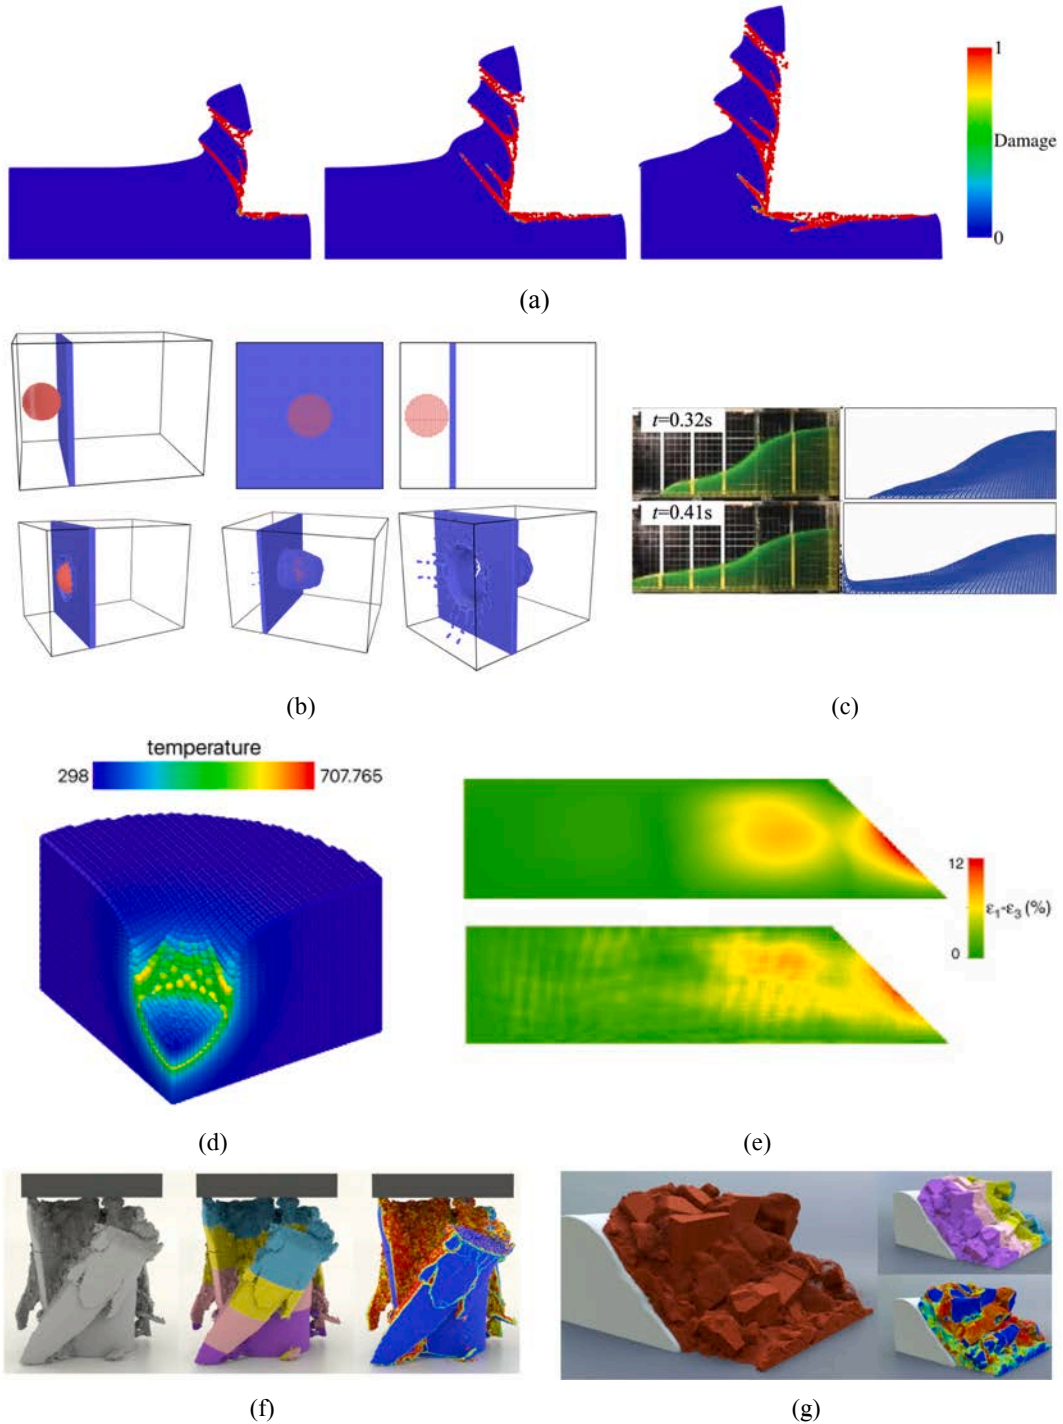 1
Damage
0
(a)
t=0.32s
t=0.41s
(b)
(c)
temperature
298
707.765
12
ε₁-ε₃ (%)
0
(d)
(e)
(f)
(g)